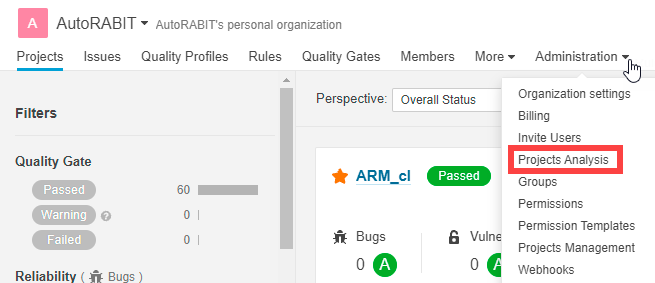 A AutoRABIT AutoRABIT's personal organization
Projects Issues Quality Profiles Rules Quality Gates Members More Administration
Filters
Quality Gate
Passed 60
Warning ? 0
Failed 0
Reliability ( Bugs )
Perspective: Overall Status
ARM_cl Passed
Bugs
0 A
0 A
Organization settings
Billing
Invite Users
Projects Analysis
Groups
Permissions
Permission Templates
Projects Management
Webhooks